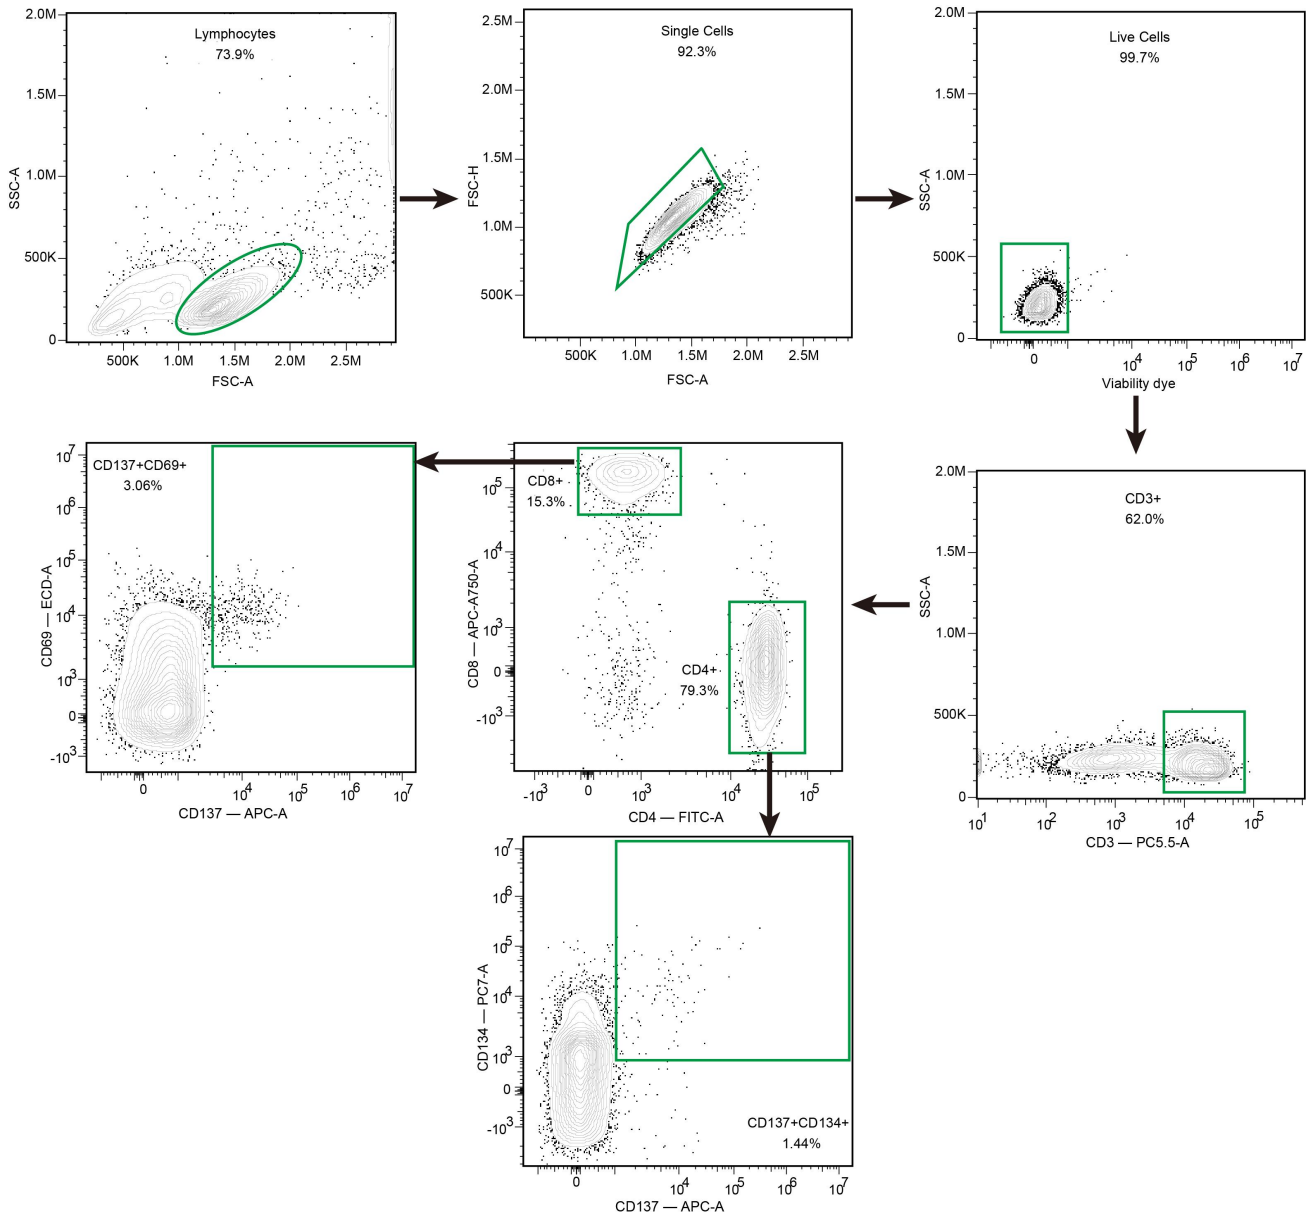 Lymphocytes
73.9%
2.0M
1.5M
1.0M
500K
0
SSC-A
500K 1.0M 1.5M 2.0M 2.5M
FSC-A
Single Cells
92.3%
2.5M
2.0M
1.5M
1.0M
500K
FSC-H
500K 1.0M 1.5M 2.0M 2.5M
FSC-A
Live Cells
99.7%
2.0M
1.5M
1.0M
500K
0
SSC-A
0 10^4 10^5 10^6 10^7
Viability dye
CD137+CD69+
3.06%
10^7
10^6
10^5
10^4
10^3
0
-10^3
CD69 — ECD-A
0 10^4 10^5 10^6 10^7
CD137 — APC-A
CD8+
15.3%
CD4+
79.3%
10^5
10^4
10^3
0
-10^3
CD8 — APC-A750-A
-10^3 0 10^3 10^4 10^5
CD4 — FITC-A
CD3+
62.0%
2.0M
1.5M
1.0M
500K
0
SSC-A
10^1 10^2 10^3 10^4 10^5
CD3 — PC5.5-A
10^7
10^6
10^5
10^4
10^3
0
-10^3
CD134 — PC7-A
CD137+CD134+
1.44%
0 10^4 10^5 10^6 10^7
CD137 — APC-A